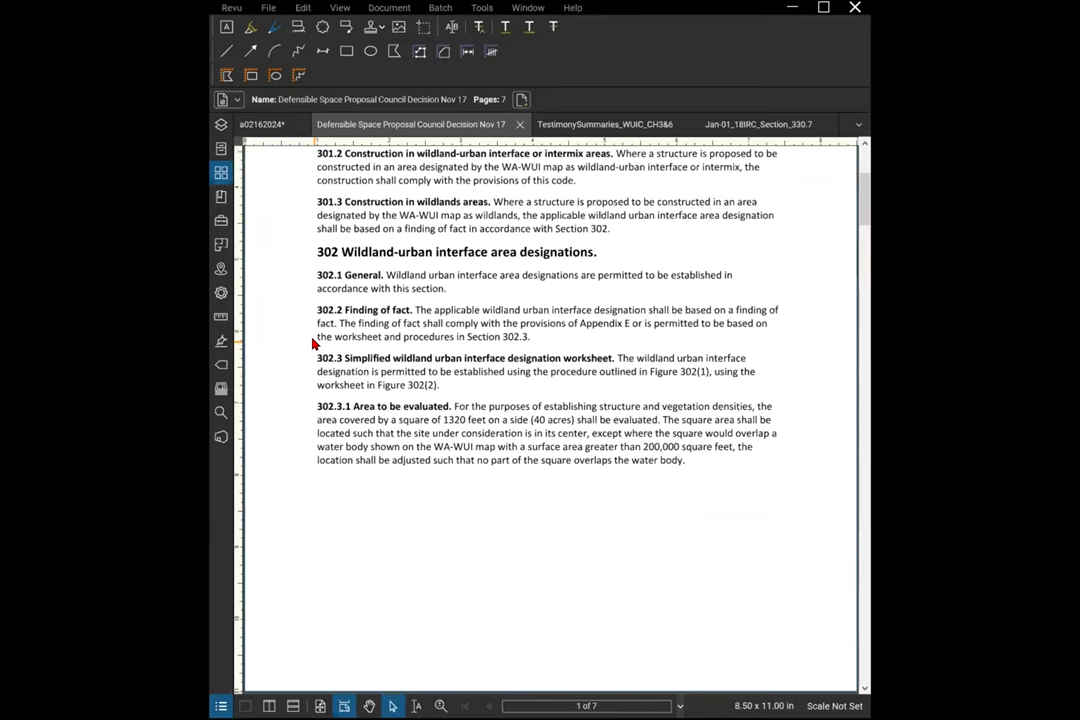 Revu File Edit View Document Batch Tools Window Help
Name: Defensible Space Proposal Council Decision Nov 17 Pages: 7
a02162024* Defensible Space Proposal Council Decision Nov 17 TestimonySummaries_WUIC_CH3&6 Jan-01_18IRC_Section_330.7
301.2 Construction in wildland-urban interface or intermix areas. Where a structure is proposed to be
constructed in an area designated by the WA-WUI map as wildland-urban interface or intermix, the
construction shall comply with the provisions of this code.
301.3 Construction in wildlands areas. Where a structure is proposed to be constructed in an area
designated by the WA-WUI map as wildlands, the applicable wildland urban interface area designation
shall be based on a finding of fact in accordance with Section 302.
302 Wildland-urban interface area designations.
302.1 General. Wildland urban interface area designations are permitted to be established in
accordance with this section.
302.2 Finding of fact. The applicable wildland urban interface designation shall be based on a finding of
fact. The finding of fact shall comply with the provisions of Appendix E or is permitted to be based on
the worksheet and procedures in Section 302.3.
302.3 Simplified wildland urban interface designation worksheet. The wildland urban interface
designation is permitted to be established using the procedure outlined in Figure 302(1), using the
worksheet in Figure 302(2).
302.3.1 Area to be evaluated. For the purposes of establishing structure and vegetation densities, the
area covered by a square of 1320 feet on a side (40 acres) shall be evaluated. The square area shall be
located such that the site under consideration is in its center, except where the square would overlap a
water body shown on the WA-WUI map with a surface area greater than 200,000 square feet, the
location shall be adjusted such that no part of the square overlaps the water body.
1 of 7 8.50 x 11.00 in Scale Not Set